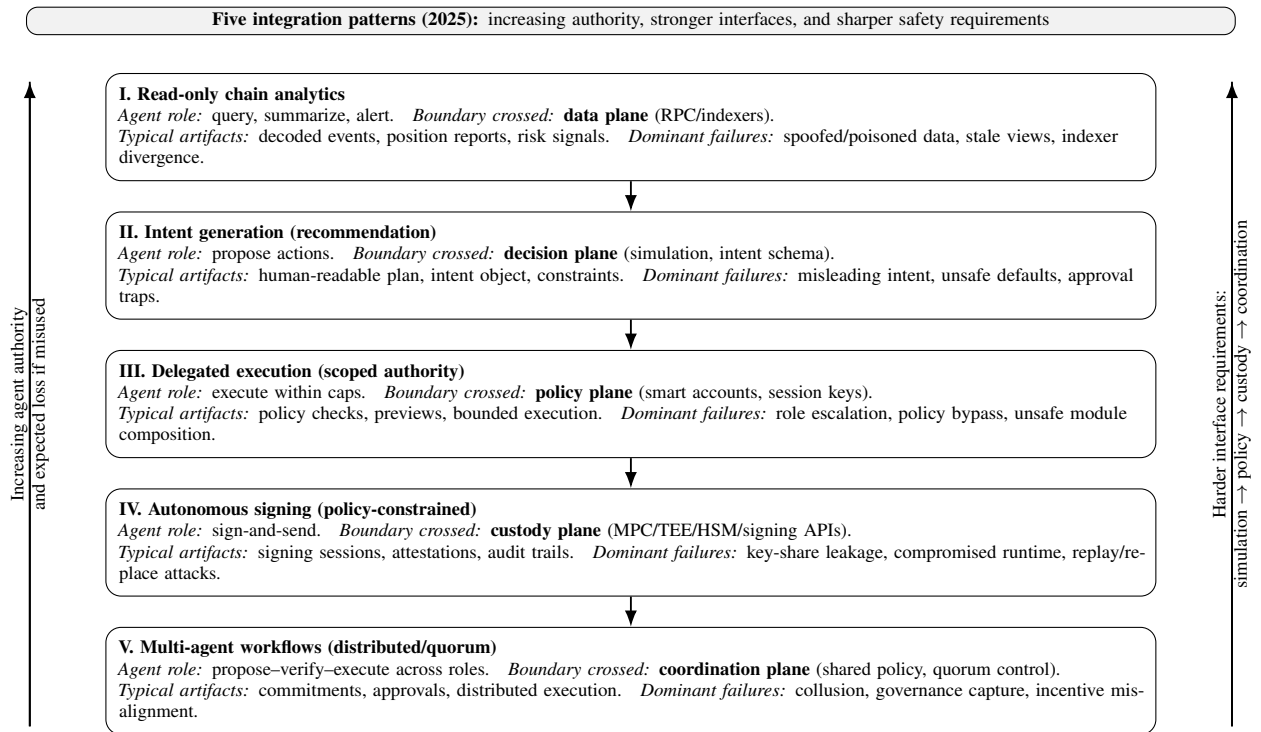 Five integration patterns (2025): increasing authority, stronger interfaces, and sharper safety requirements
I. Read-only chain analytics
Agent role: query, summarize, alert. Boundary crossed: data plane (RPC/indexers).
Typical artifacts: decoded events, position reports, risk signals. Dominant failures: spoofed/poisoned data, stale views, indexer
divergence.
II. Intent generation (recommendation)
Agent role: propose actions. Boundary crossed: decision plane (simulation, intent schema).
Typical artifacts: human-readable plan, intent object, constraints. Dominant failures: misleading intent, unsafe defaults, approval
traps.
III. Delegated execution (scoped authority)
Agent role: execute within caps. Boundary crossed: policy plane (smart accounts, session keys).
Typical artifacts: policy checks, previews, bounded execution. Dominant failures: role escalation, policy bypass, unsafe module
composition.
IV. Autonomous signing (policy-constrained)
Agent role: sign-and-send. Boundary crossed: custody plane (MPC/TEE/HSM/signing APIs).
Typical artifacts: signing sessions, attestations, audit trails. Dominant failures: key-share leakage, compromised runtime, replay/re-
place attacks.
V. Multi-agent workflows (distributed/quorum)
Agent role: propose–verify–execute across roles. Boundary crossed: coordination plane (shared policy, quorum control).
Typical artifacts: commitments, approvals, distributed execution. Dominant failures: collusion, governance capture, incentive mis-
alignment.
Increasing agent authority
and expected loss if misused
Harder interface requirements:
simulation → policy → custody → coordination